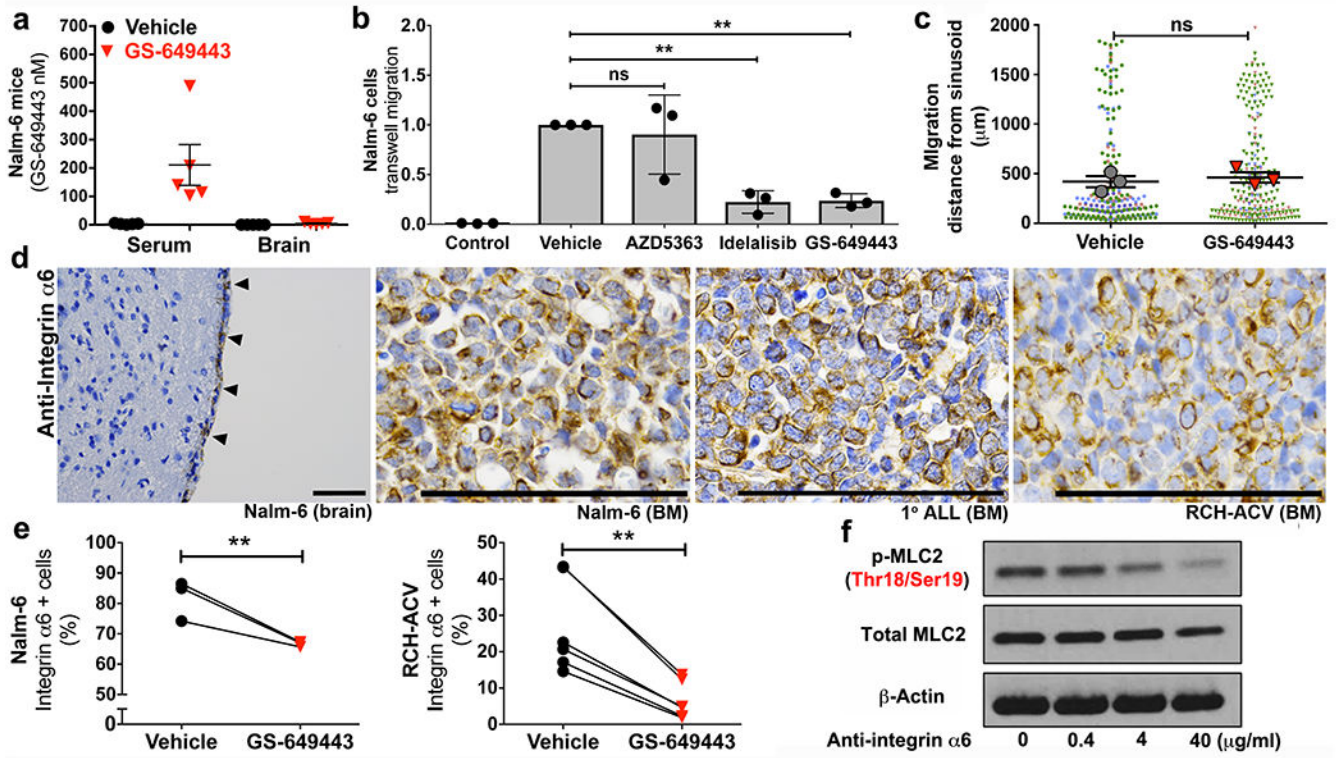 a
Nalm-6 mice
(GS-649443 nM)
700
600
500
400
300
200
100
0
Vehicle
GS-649443
Serum
Brain
b
Nalm-6 cells
transwell migration
2.0
1.5
1.0
0.5
0.0
**
**
ns
Control
Vehicle
AZD5363
Idelalisib
GS-649443
c
MIgration
distance from sinusoid
(μm)
2000
1500
1000
500
0
ns
Vehicle
GS-649443
d
Anti-Integrin α6
Nalm-6 (brain)
Nalm-6 (BM)
1º ALL (BM)
RCH-ACV (BM)
e
Nalm-6
Integrin α6 + cells
(%)
100
90
80
70
60
50
0
**
Vehicle
GS-649443
RCH-ACV
Integrin α6 + cells
(%)
50
40
30
20
10
0
**
Vehicle
GS-649443
f
p-MLC2
(Thr18/Ser19)
Total MLC2
β-Actin
Anti-integrin α6 0 0.4 4 40 (μg/ml)